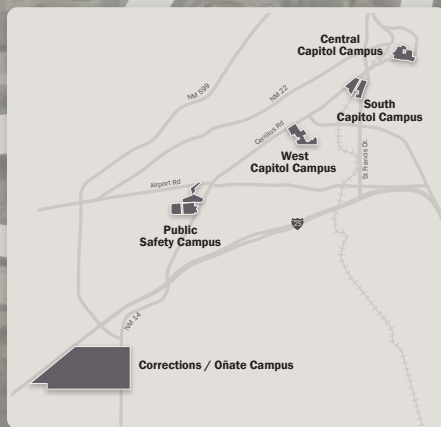 Central
Capitol Campus
NM 599
NM 22
South
Capitol Campus
Cerrillos Rd
West
Capitol Campus
St Francis Dr.
Airport Rd
Public
Safety Campus
25
NM 14
Corrections / Oñate Campus